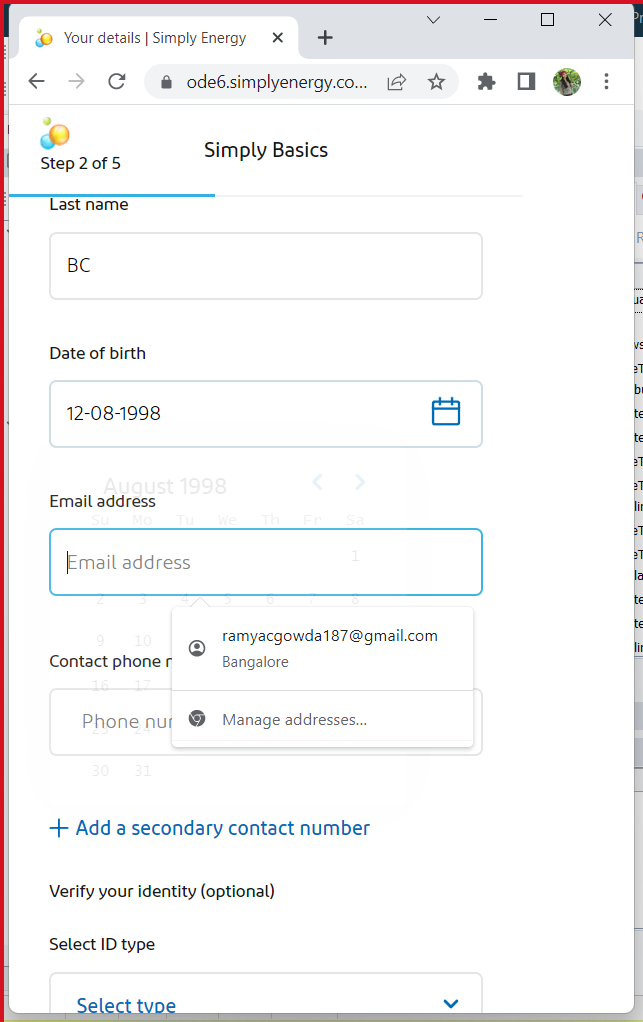 Your details | Simply Energy
ode6.simplyenergy.co...
Simply Basics
Step 2 of 5
Last name
BC
Date of birth
12-08-1998
August 1998
Email address
Su Mo Tu We Th Fr Sa
Email address
1
2 3 4 5 6 7 8
ramyacgowda187@gmail.com
9 10
Bangalore
Contact phone
16 17
Phone
Manage addresses...
23 24
30 31
Add a secondary contact number
Verify your identity (optional)
Select ID type
Select type